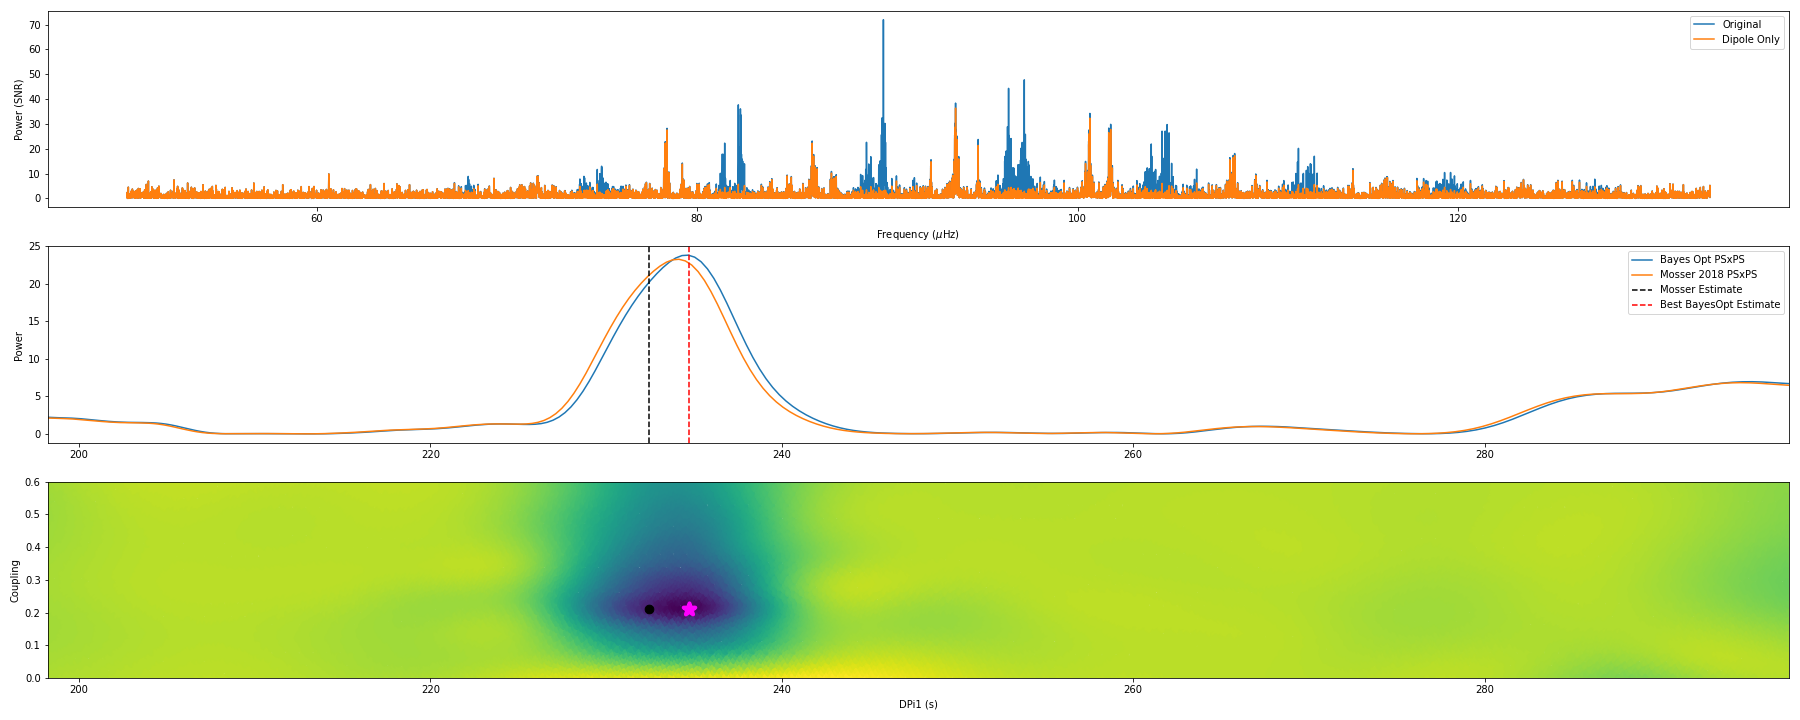 70
60
50
40
30
20
10
0
Power (SNR)
Original
Dipole Only
60 80 100 120
Frequency (μHz)
25
20
15
10
5
0
Power
Bayes Opt PSxPS
Mosser 2018 PSxPS
Mosser Estimate
Best BayesOpt Estimate
200 220 240 260 280
0.6
0.5
0.4
0.3
0.2
0.1
0.0
Coupling
200 220 240 260 280
DPi1 (s)